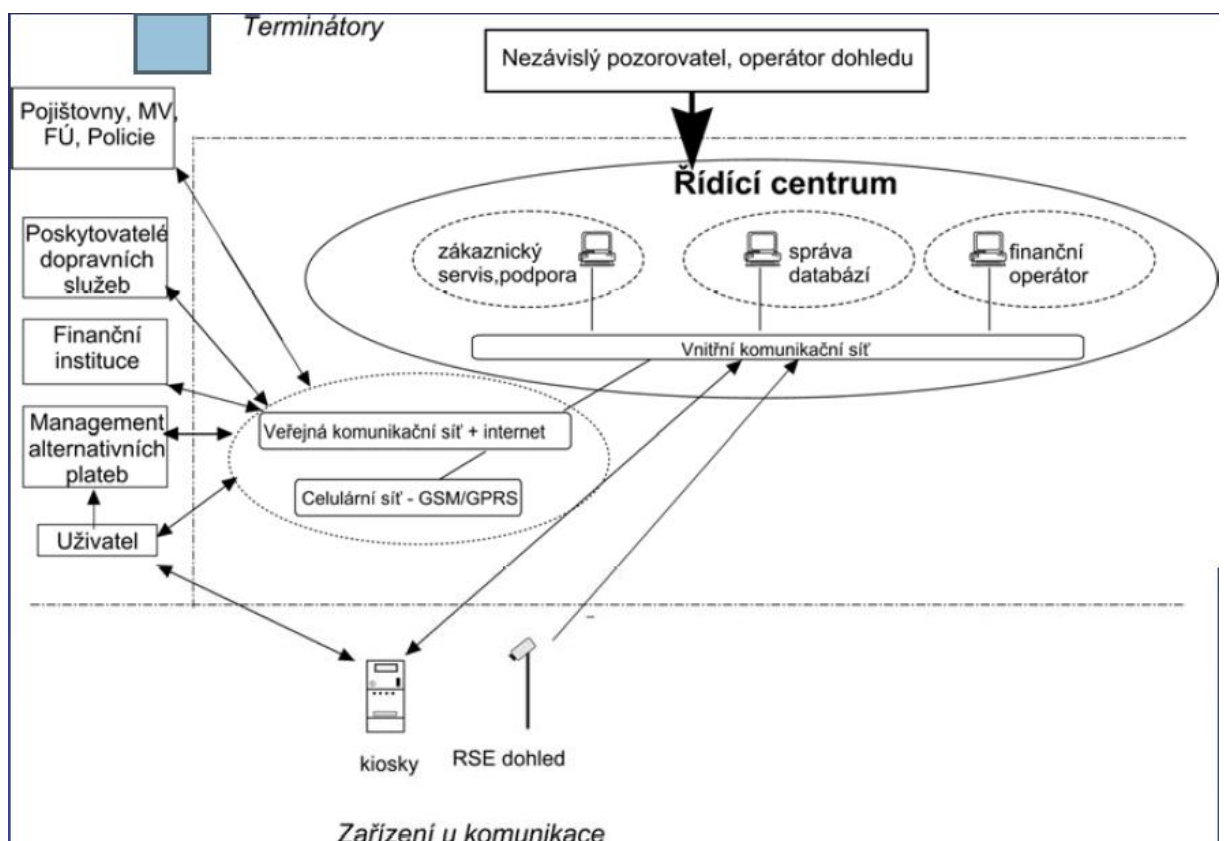 Terminátory
Nezávislý pozorovatel, operátor dohledu
Pojištovny, MV,
FÚ, Policie
Řídící centrum
Poskytovatelé
dopravních
služeb
zákaznický
servis,podpora
správa
databází
finanční
operátor
Finanční
instituce
Vnitřní komunikační síť
Management
alternativních
plateb
Veřejná komunikační síť + internet
Celulární síť - GSM/GPRS
Uživatel
kiosky
RSE dohled
Zařízení u komunikace